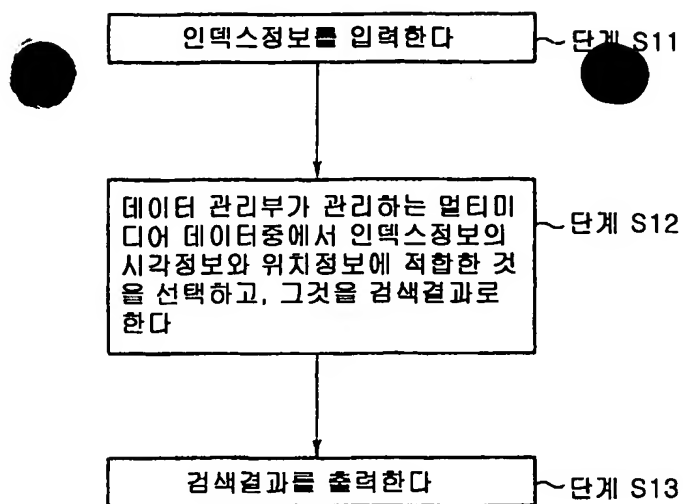 인덱스정보를 입력한다
단계 S11
데이터 관리부가 관리하는 멀티미
디어 데이터중에서 인덱스정보의
시각정보와 위치정보에 적합한 것
을 선택하고, 그것을 검색결과로
한다
단계 S12
검색결과를 출력한다
단계 S13